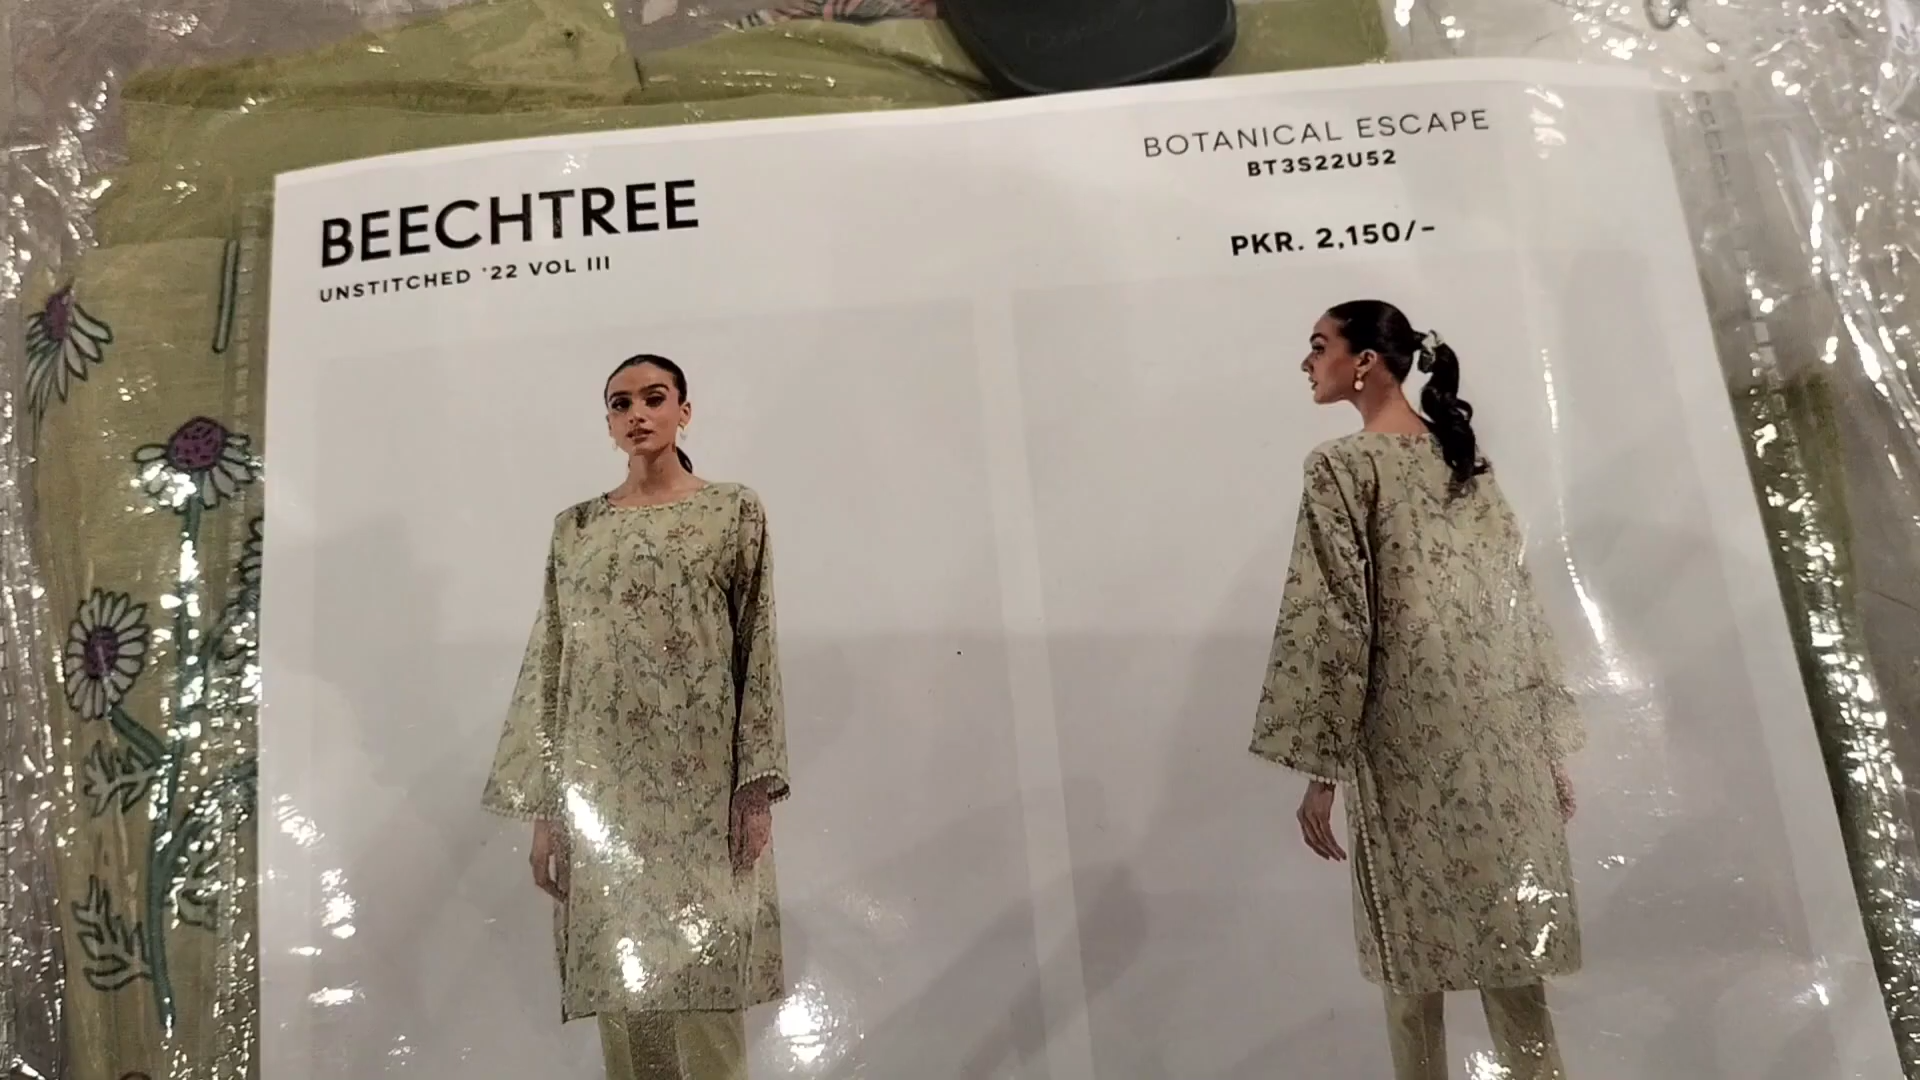 BEECHTREE
UNSTITCHED '22 VOL III
BOTANICAL ESCAPE
BT3S22U52
PKR. 2,150/-